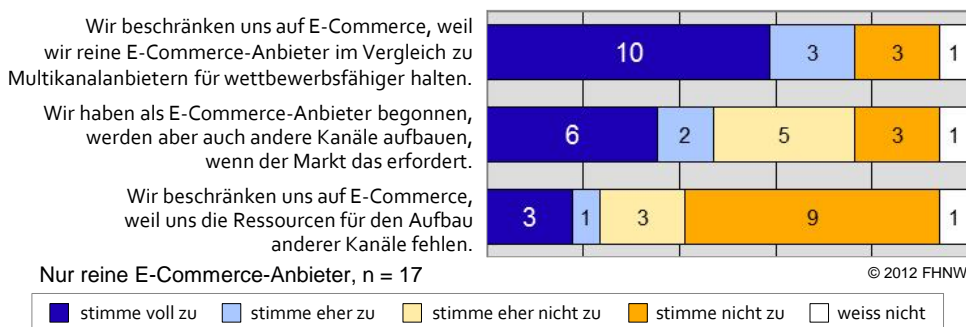 Wir beschränken uns auf E-Commerce, weil
wir reine E-Commerce-Anbieter im Vergleich zu
Multikanalanbietern für wettbewerbsfähiger halten.
10 3 3 1
Wir haben als E-Commerce-Anbieter begonnen,
werden aber auch andere Kanäle aufbauen,
wenn der Markt das erfordert.
6 2 5 3 1
Wir beschränken uns auf E-Commerce,
weil uns die Ressourcen für den Aufbau
anderer Kanäle fehlen.
3 1 3 9 1
Nur reine E-Commerce-Anbieter, n = 17
© 2012 FHNW
stimme voll zu stimme eher zu stimme eher nicht zu stimme nicht zu weiss nicht